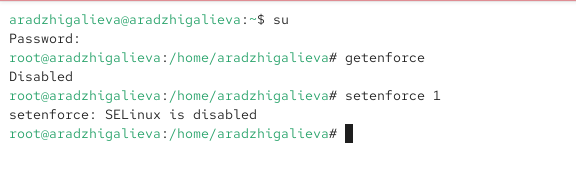 aradzhigalieva@aradzhigalieva:~$ su
Password:
root@aradzhigalieva:/home/aradzhigalieva# getenforce
Disabled
root@aradzhigalieva:/home/aradzhigalieva# setenforce 1
setenforce: SELinux is disabled
root@aradzhigalieva:/home/aradzhigalieva#